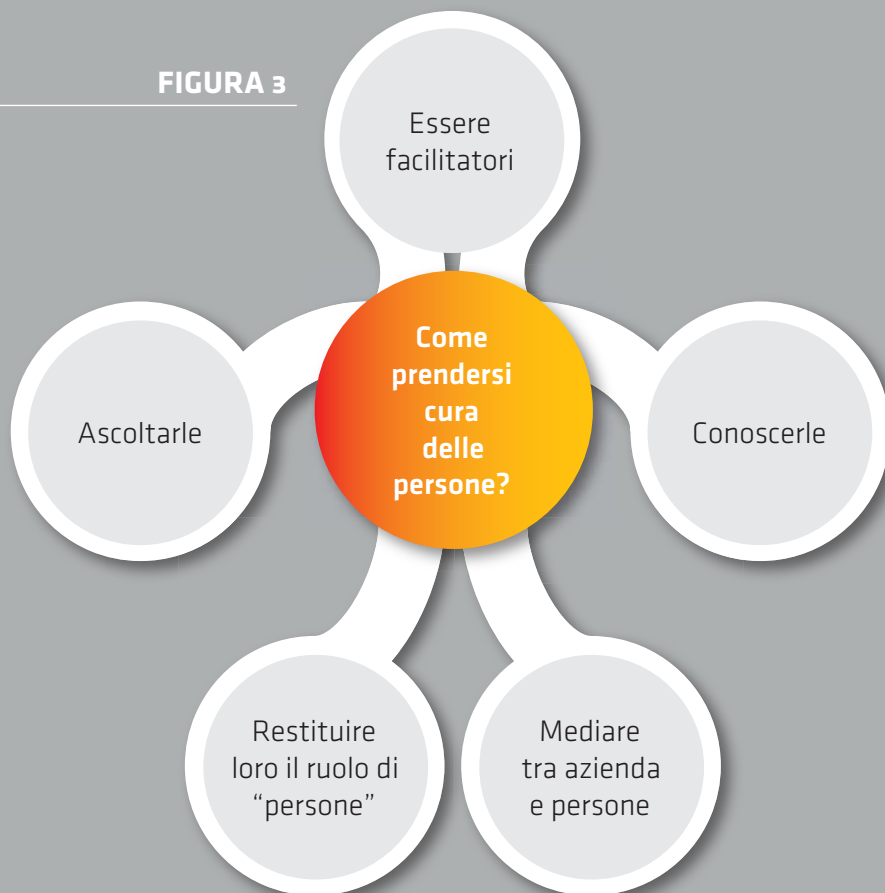 FIGURA 3
Essere
facilitatori
Come
prendersi
cura
delle
persone?
Ascoltarle
Conoscerle
Restituire
loro il ruolo di
“persone”
Mediare
tra azienda
e persone